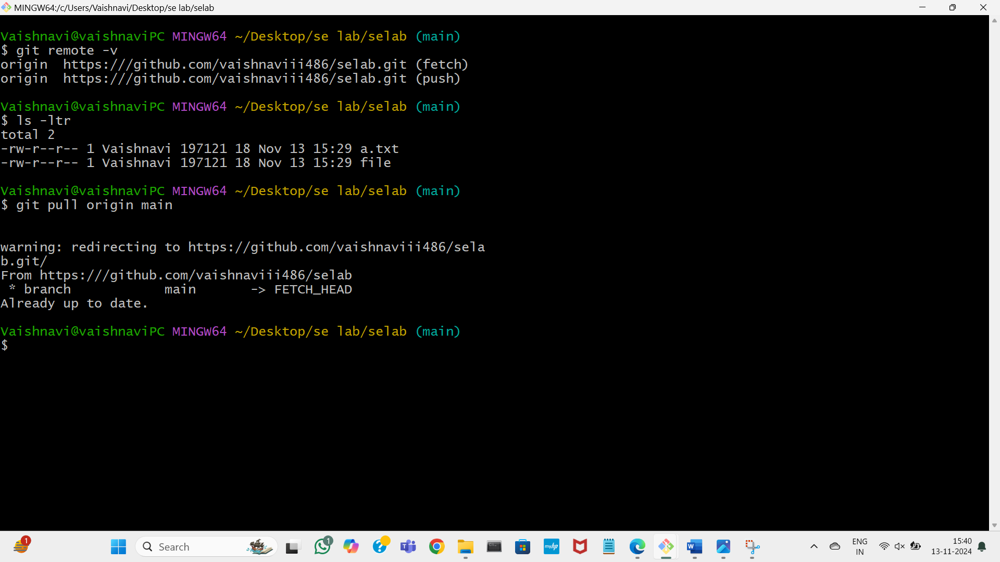 MINGW64:/c/Users/Vaishnavi/Desktop/se lab/selab
Vaishnavi@vaishnaviPC MINGW64 ~/Desktop/se lab/selab (main)
$ git remote -v
origin  https:///github.com/vaishnaviii486/selab.git (fetch)
origin  https:///github.com/vaishnaviii486/selab.git (push)
Vaishnavi@vaishnaviPC MINGW64 ~/Desktop/se lab/selab (main)
$ ls -ltr
total 2
-rw-r--r-- 1 Vaishnavi 197121 18 Nov 13 15:29 a.txt
-rw-r--r-- 1 Vaishnavi 197121 18 Nov 13 15:29 file
Vaishnavi@vaishnaviPC MINGW64 ~/Desktop/se lab/selab (main)
$ git pull origin main
warning: redirecting to https://github.com/vaishnaviii486/sela
b.git/
From https:///github.com/vaishnaviii486/selab
 * branch            main       -> FETCH_HEAD
Already up to date.
Vaishnavi@vaishnaviPC MINGW64 ~/Desktop/se lab/selab (main)
$
1
Search
1
?
myhp
W
ENG
IN
15:40
13-11-2024